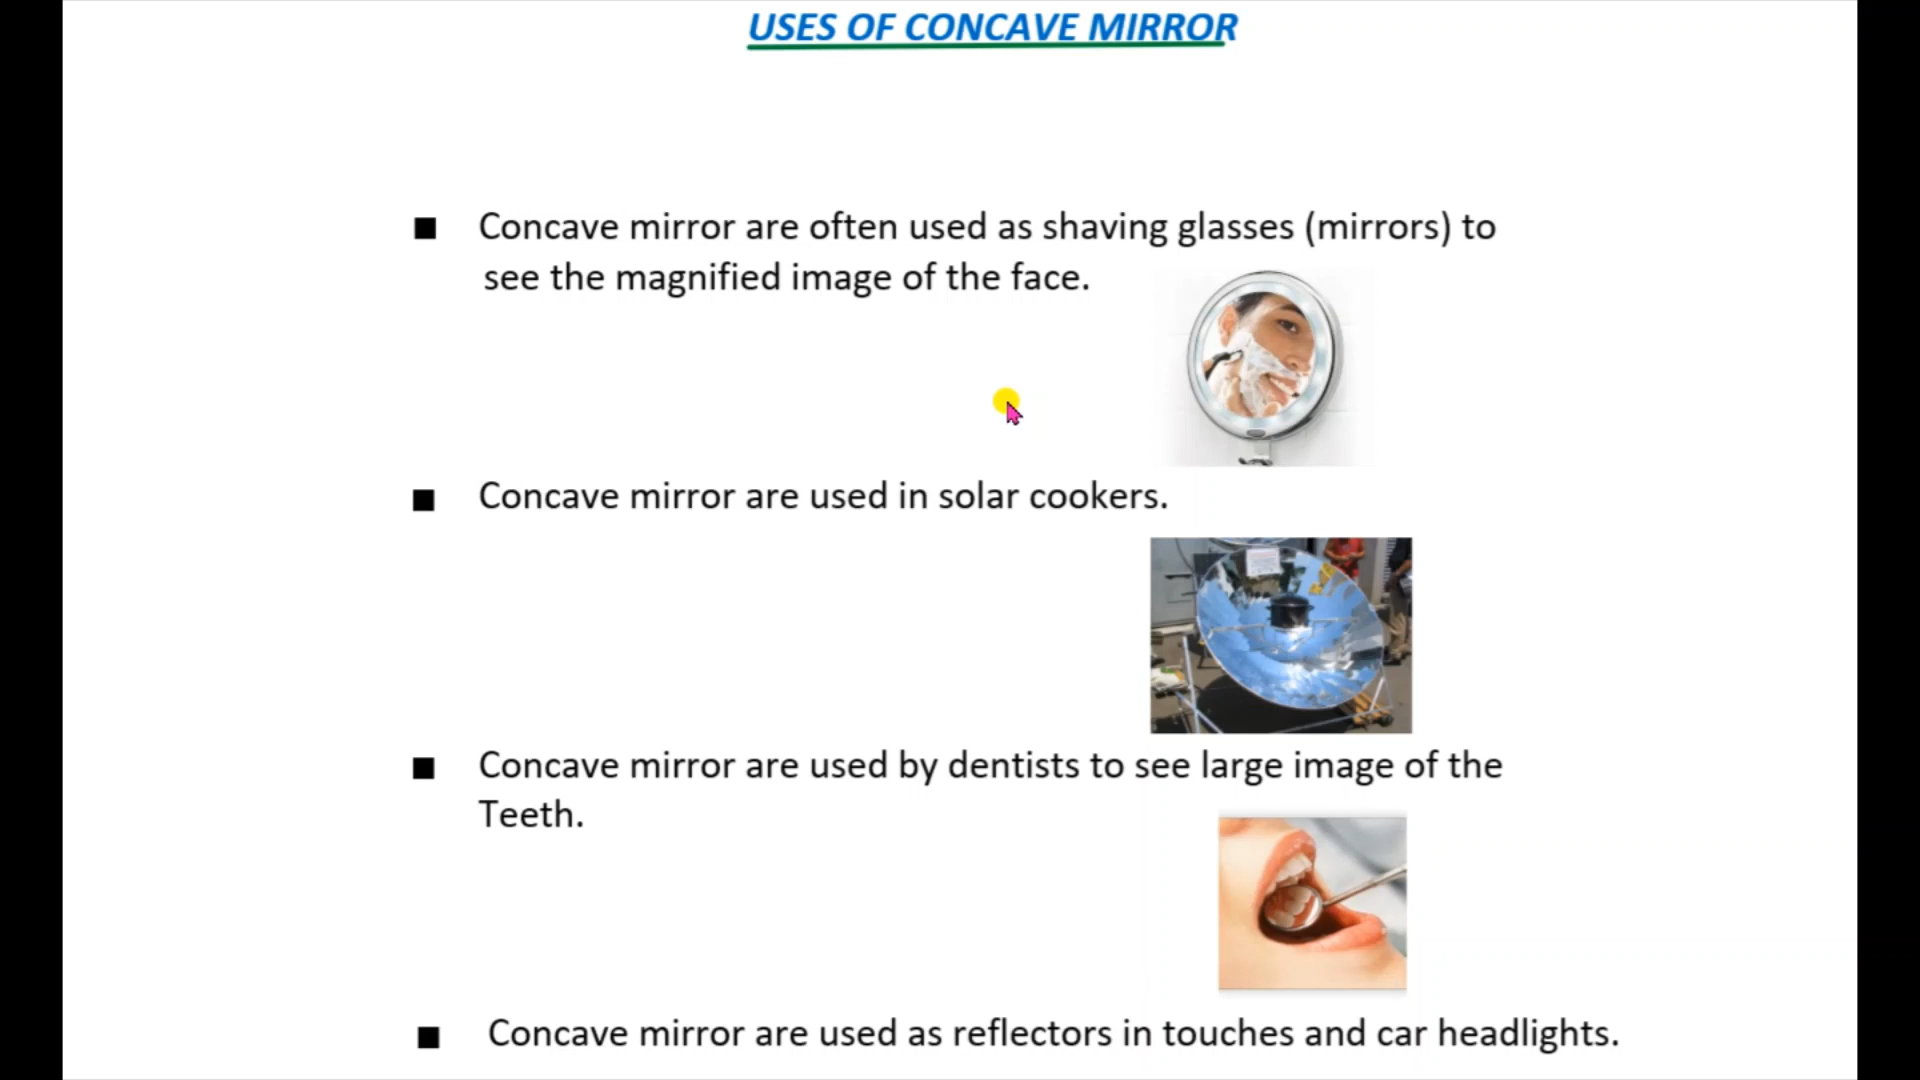 USES OF CONCAVE MIRROR
■ Concave mirror are often used as shaving glasses (mirrors) to
see the magnified image of the face.
■ Concave mirror are used in solar cookers.
■ Concave mirror are used by dentists to see large image of the
Teeth.
■ Concave mirror are used as reflectors in touches and car headlights.